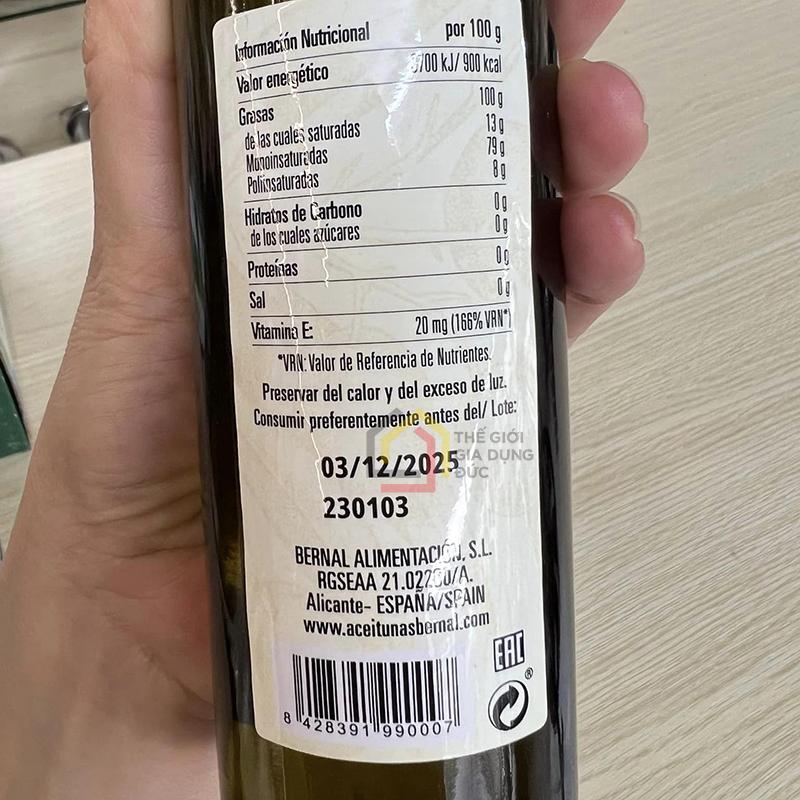 Información Nutricional por 100 g
Valor energético 3700 kJ/ 900 kcal
Grasas 100 g
de las cuales saturadas 13 g
Monoinsaturadas 79 g
Poliinsaturadas 8 g
Hidratos de Carbono 0 g
de los cuales azúcares 0 g
Proteínas 0 g
Sal 0 g
Vitamina E: 20 mg (166% VRN*)
*VRN: Valor de Referencia de Nutrientes.
Preservar del calor y del exceso de luz.
Consumir preferentemente antes del/ Lote:
THẾ GIỚI
GIA DỤNG
ĐỨC
03/12/2025
230103
BERNAL ALIMENTACIÓN, S.L.
RGSEAA
Alicante- ESPAÑA/SPAIN
www.aceitunasbernal.com
EAC
®
8 428391 990007